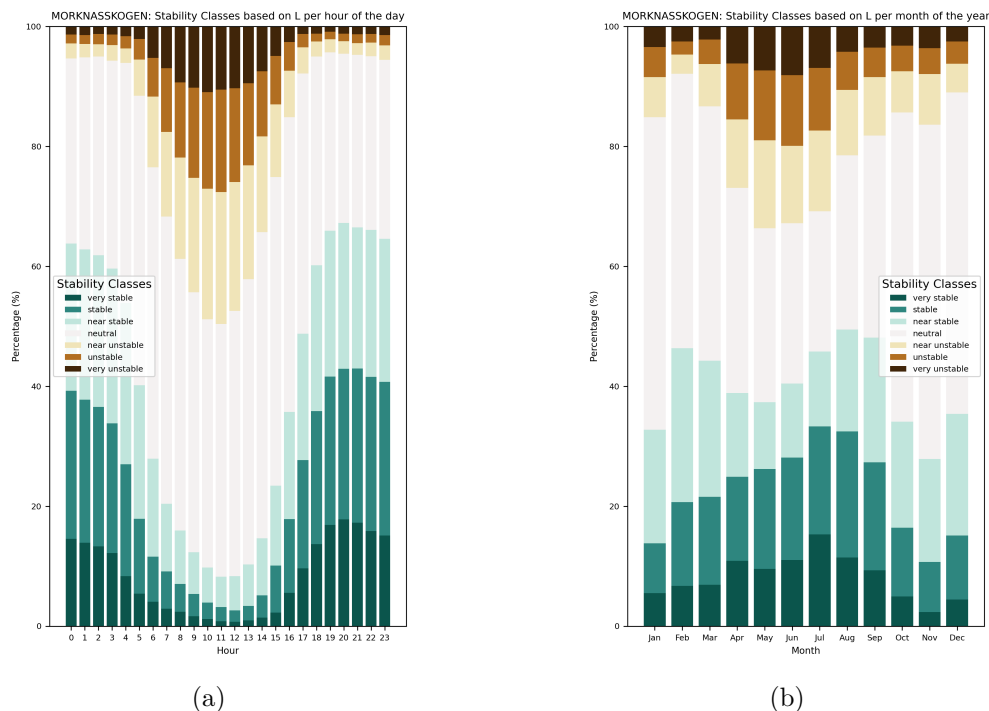 MORKNASSKOGEN: Stability Classes based on L per hour of the day
100
80
60
40
20
0
Percentage (%)
Stability Classes
very stable
stable
near stable
neutral
near unstable
unstable
very unstable
0 1 2 3 4 5 6 7 8 9 10 11 12 13 14 15 16 17 18 19 20 21 22 23
Hour
(a)
MORKNASSKOGEN: Stability Classes based on L per month of the year
100
80
60
40
20
0
Percentage (%)
Stability Classes
very stable
stable
near stable
neutral
near unstable
unstable
very unstable
Jan Feb Mar Apr May Jun Jul Aug Sep Oct Nov Dec
Month
(b)